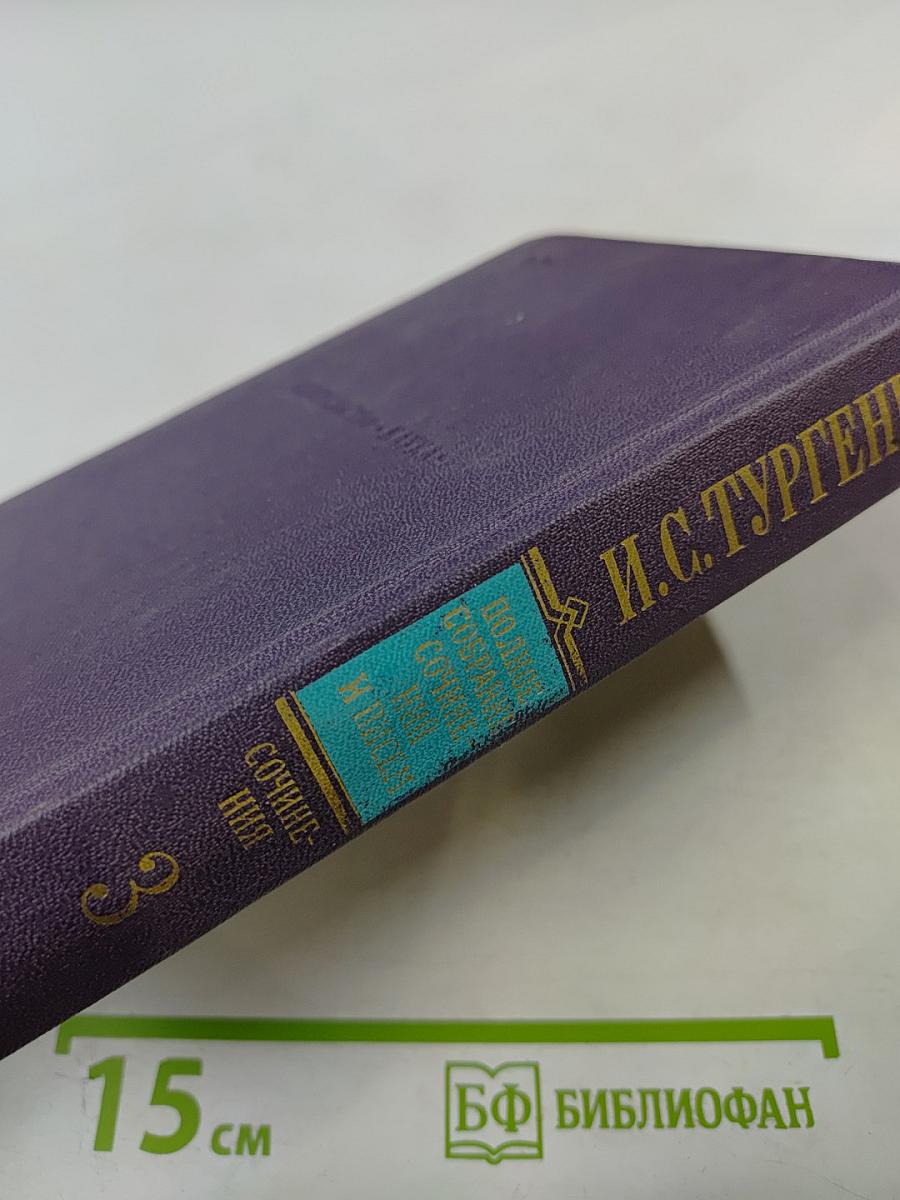 И.С.ТУРГЕН
ПОЛНОЕ
СОБРАНИЕ
СОЧИНЕ-
НИЙ
И ПИСЕМ
СОЧИНЕ-
НИЯ
3
15 см
БФ БИБЛИОФАН